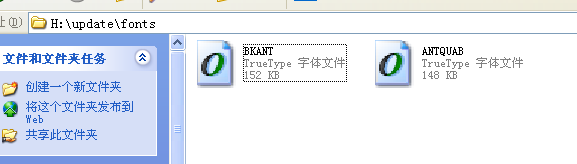 址(D) H:\update\fonts
文件和文件夹任务
创建一个新文件夹
将这个文件夹发布到
Web
共享此文件夹
BKANT
TrueType 字体文件
152 KB
ANTQUAB
TrueType 字体文件
148 KB